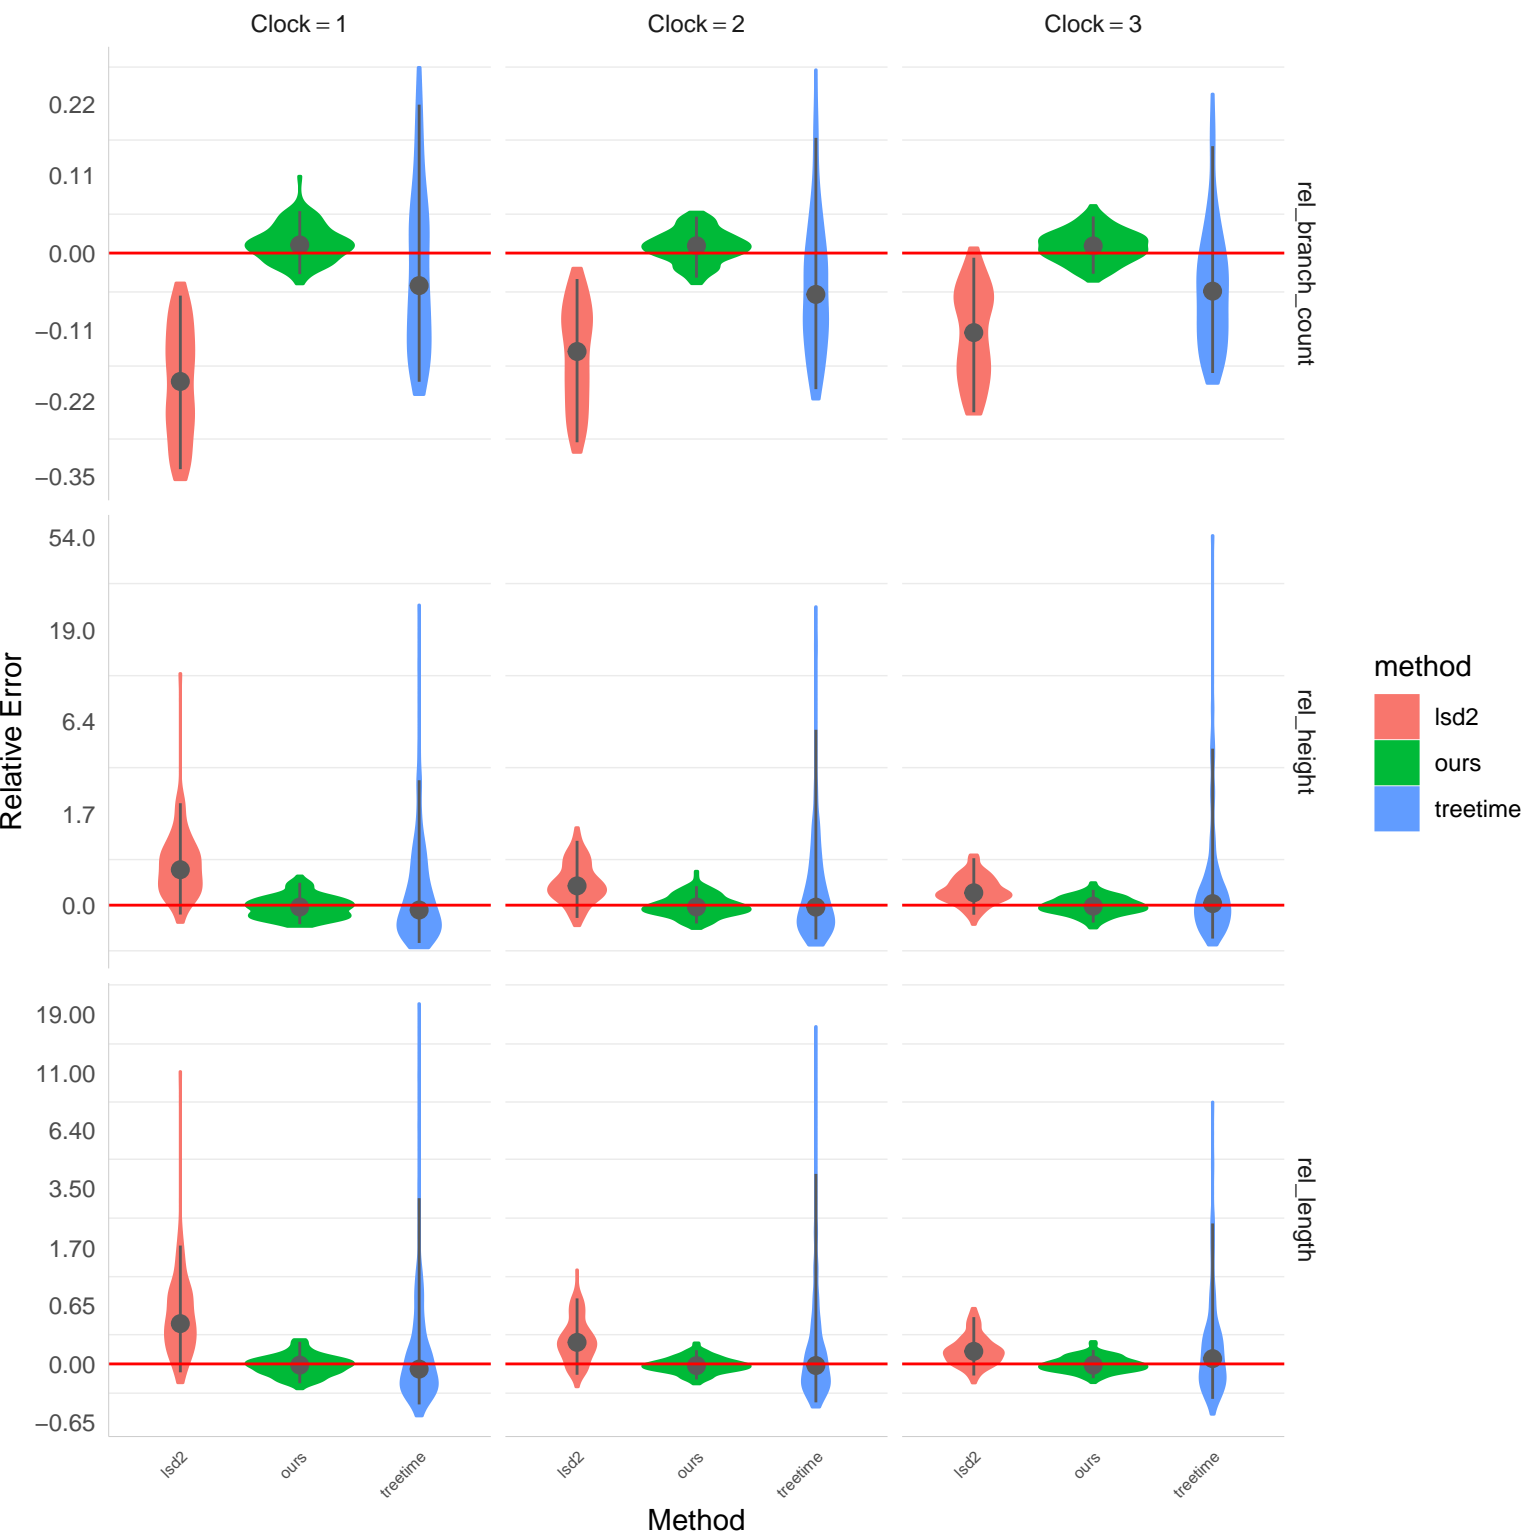 Clock = 1
Clock = 2
Clock = 3
0.22
0.11
0.00
−0.11
−0.22
−0.35
rel_branch_count
54.0
19.0
6.4
1.7
0.0
rel_height
19.00
11.00
6.40
3.50
1.70
0.65
0.00
−0.65
rel_length
Relative Error
lsd2
ours
treetime
lsd2
ours
treetime
lsd2
ours
treetime
Method
method
lsd2
ours
treetime